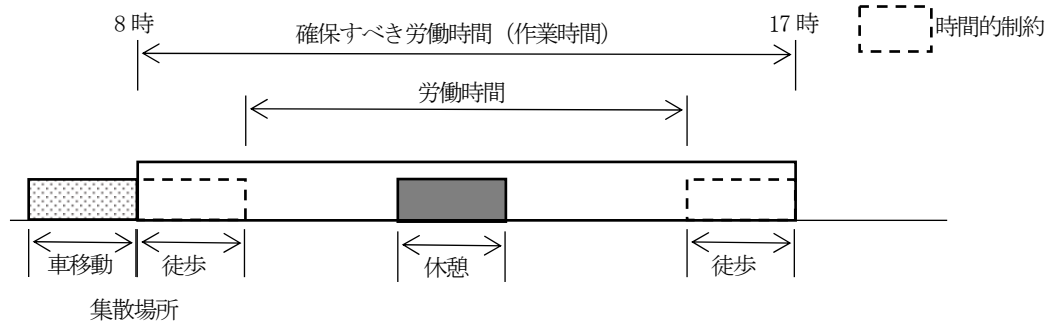 8時
確保すべき労働時間（作業時間）
17時
時間的制約
労働時間
車移動
徒歩
休憩
徒歩
集散場所